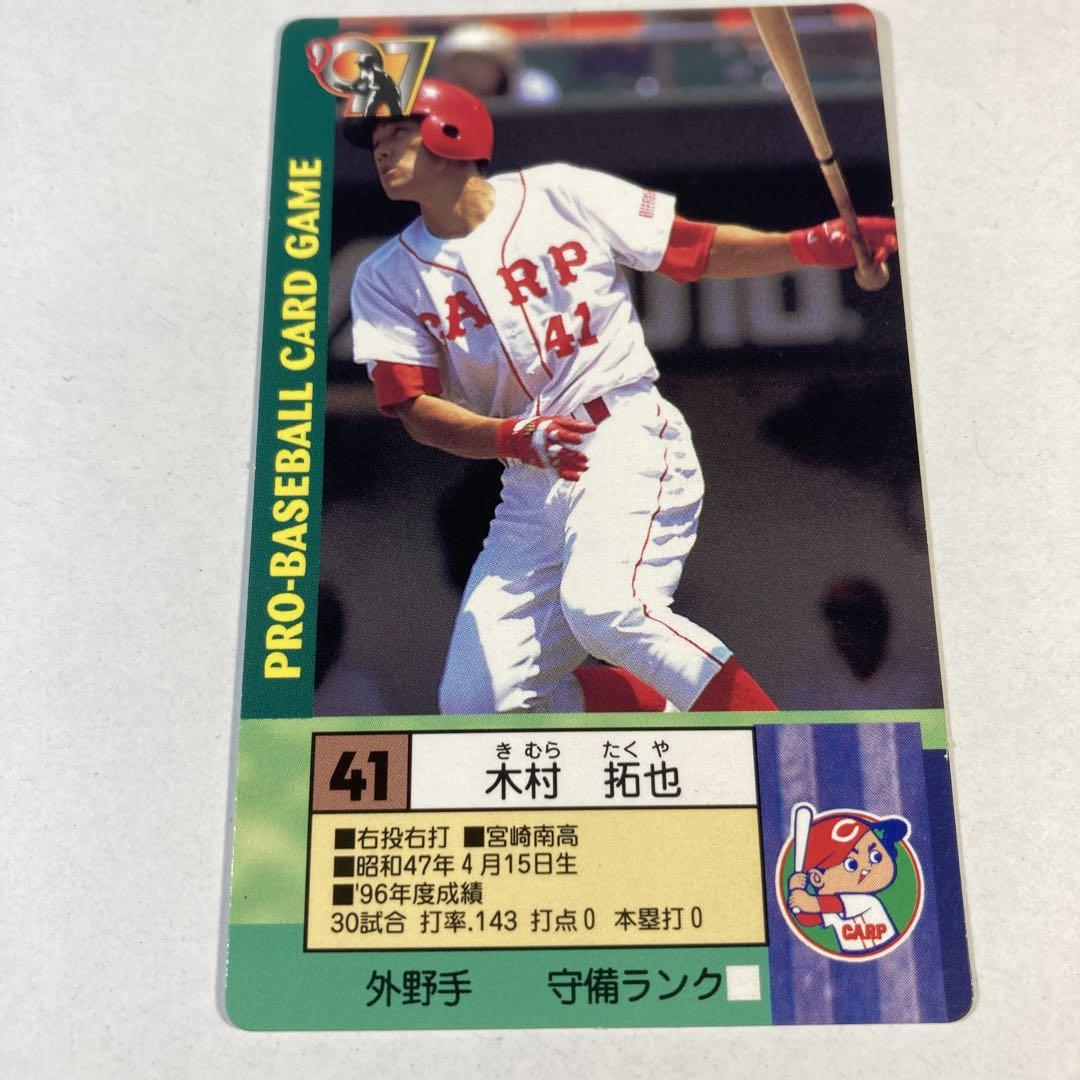 '97
PRO-BASEBALL CARD GAME
CARP
41
41
きむら たくや
木村 拓也
■右投右打 ■宮崎南高
■昭和47年4月15日生
■'96年度成績
30試合 打率.143 打点0 本塁打0
C
CARP
外野手 守備ランク